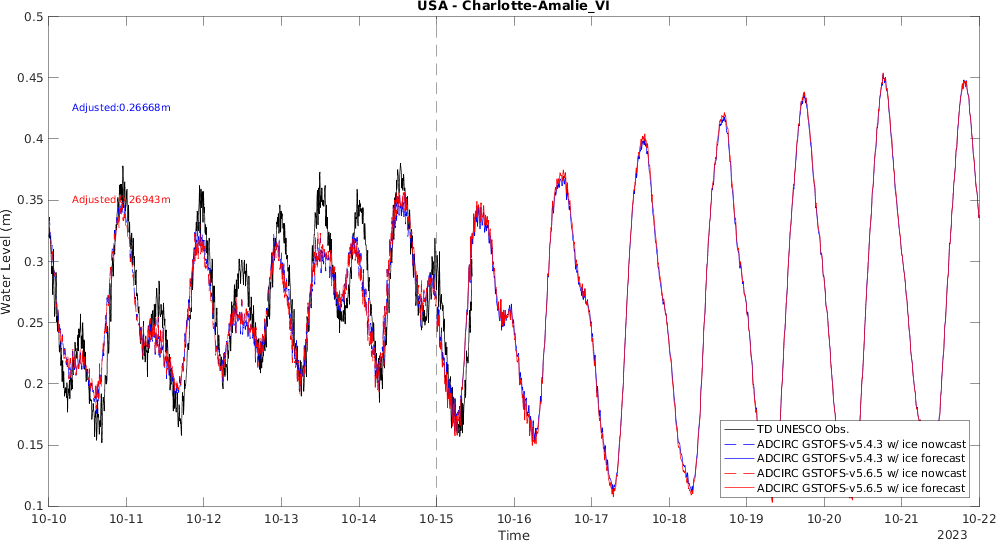 USA - Charlotte-Amalie_VI
0.5
0.45
0.4
0.35
0.3
0.25
0.2
0.15
0.1
Water Level (m)
Adjusted:0.26668m
Adjusted: 26943m
TD UNESCO Obs.
ADCIRC GSTOFS-v5.4.3 w/ ice nowcast
ADCIRC GSTOFS-v5.4.3 w/ ice forecast
ADCIRC GSTOFS-v5.6.5 w/ ice nowcast
ADCIRC GSTOFS-v5.6.5 w/ ice forecast
10-10 10-11 10-12 10-13 10-14 10-15 10-16 10-17 10-18 10-19 10-20 10-21 10-22
Time
2023